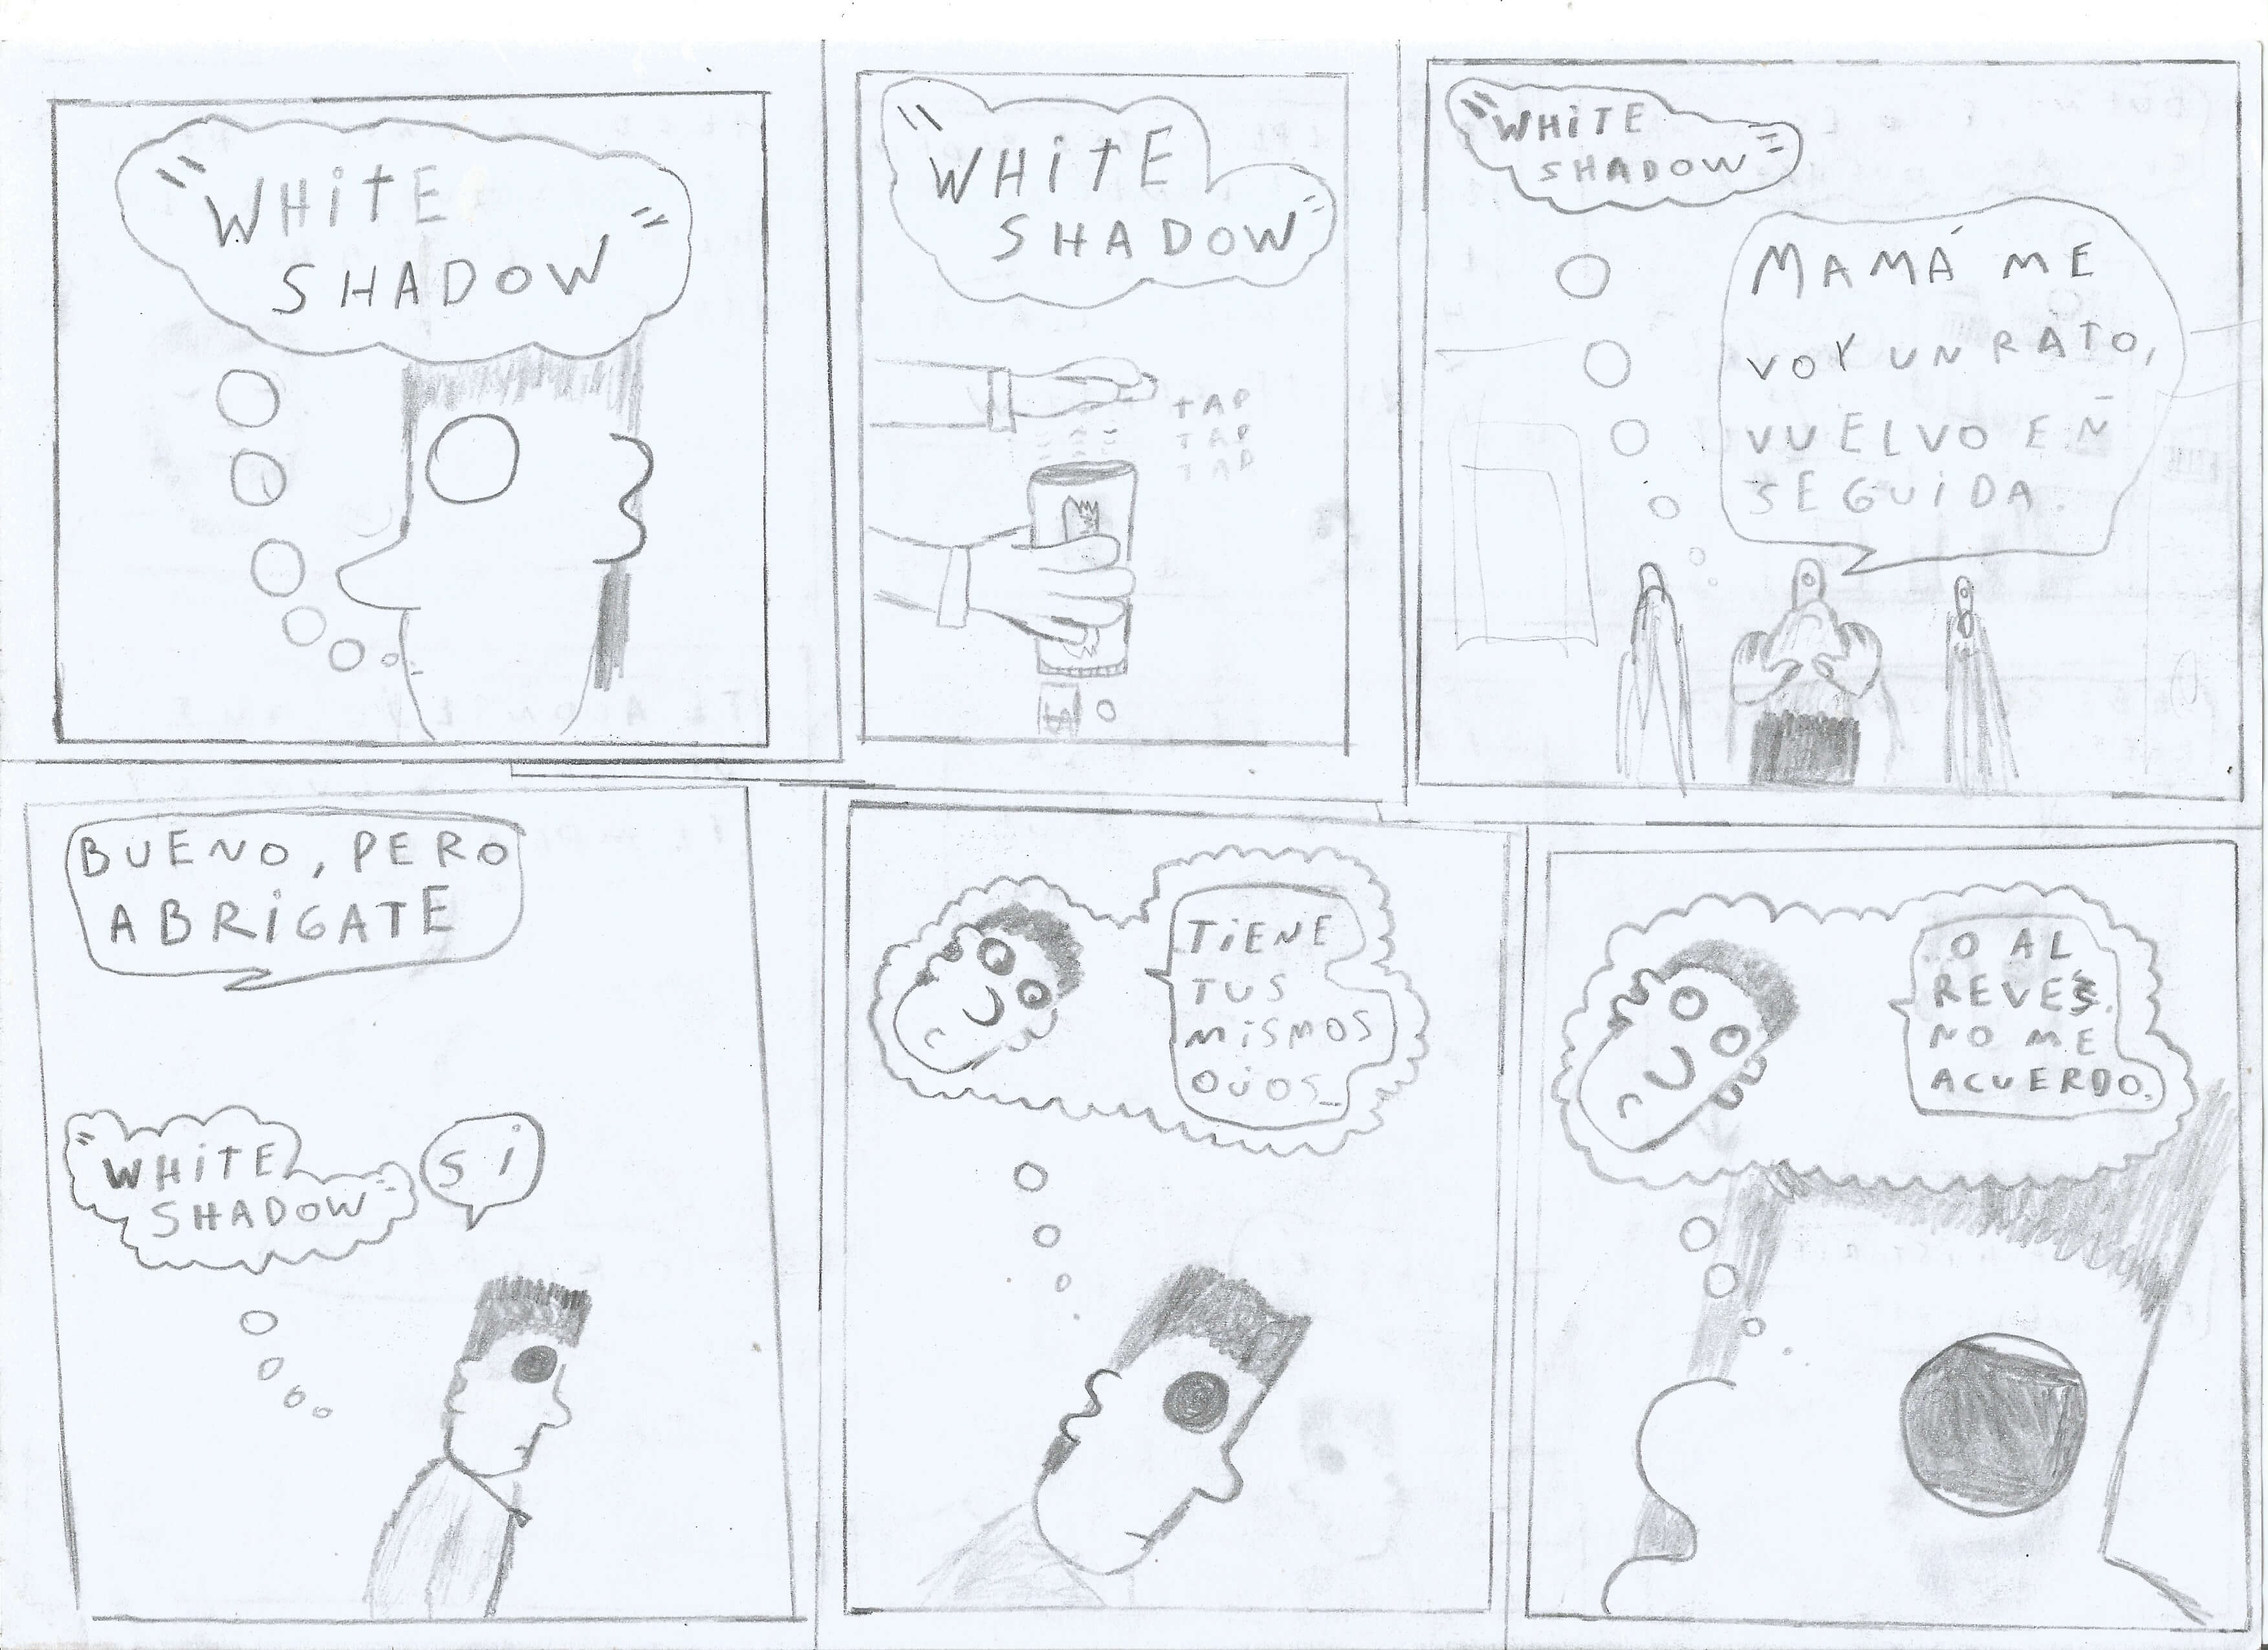 "WHITE
SHADOW"
"WHITE
SHADOW"
TAP
TAP
TAP
"WHITE
SHADOW"
MAMÁ ME
VOY UN RATO,
VUELVO EN
SEGUIDA.
BUENO, PERO
ABRIGATE
"WHITE
SHADOW"
SÍ
TIENE
TUS
MISMOS
OJOS...
...O AL
REVÉS.
NO ME
ACUERDO.